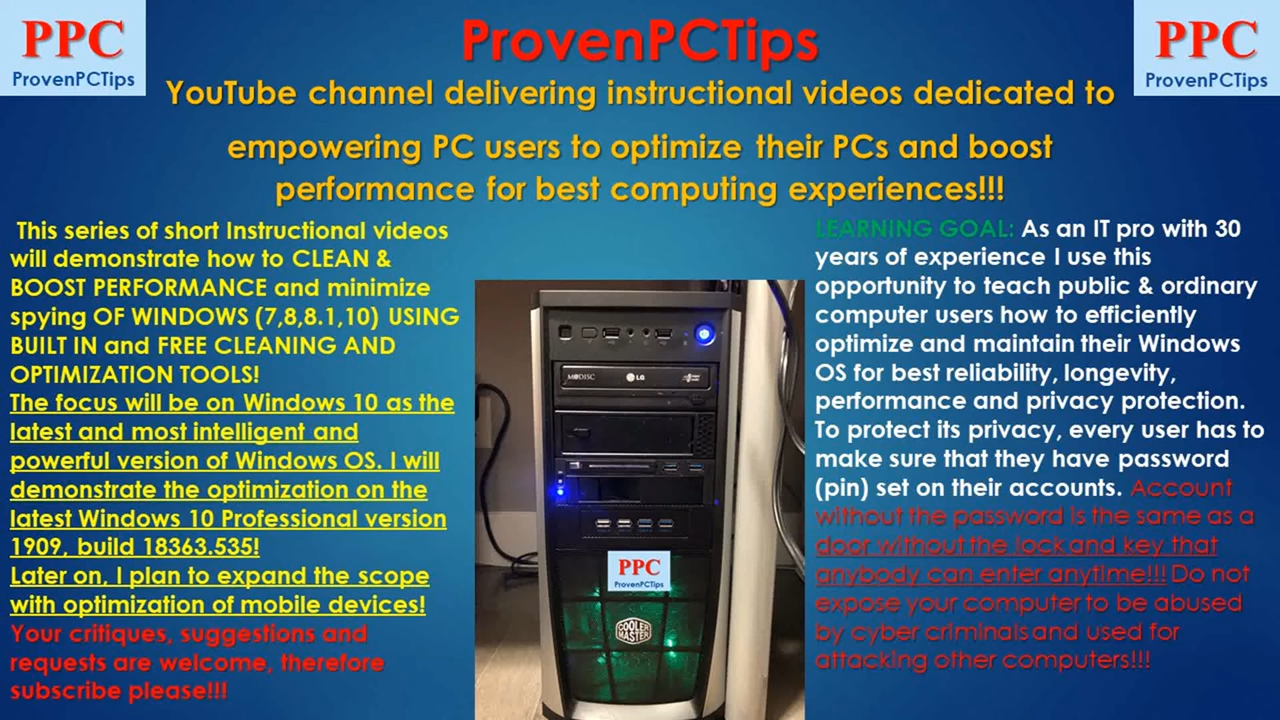 PPC
ProvenPCTips
ProvenPCTips
PPC
ProvenPCTips
YouTube channel delivering instructional videos dedicated to
empowering PC users to optimize their PCs and boost
performance for best computing experiences!!!
This series of short Instructional videos
will demonstrate how to CLEAN &
BOOST PERFORMANCE and minimize
spying OF WINDOWS (7,8,8.1,10) USING
BUILT IN and FREE CLEANING AND
OPTIMIZATION TOOLS!
The focus will be on Windows 10 as the
latest and most intelligent and
powerful version of Windows OS. I will
demonstrate the optimization on the
latest Windows 10 Professional version
1909, build 18363.535!
Later on, I plan to expand the scope
with optimization of mobile devices!
Your critiques, suggestions and
requests are welcome, therefore
subscribe please!!!
M-DISC
LG
PPC
ProvenPCTips
COOLER
MASTER
LEARNING GOAL: As an IT pro with 30
years of experience I use this
opportunity to teach public & ordinary
computer users how to efficiently
optimize and maintain their Windows
OS for best reliability, longevity,
performance and privacy protection.
To protect its privacy, every user has to
make sure that they have password
(pin) set on their accounts. Account
without the password is the same as a
door without the lock and key that
anybody can enter anytime!!! Do not
expose your computer to be abused
by cyber criminals and used for
attacking other computers!!!